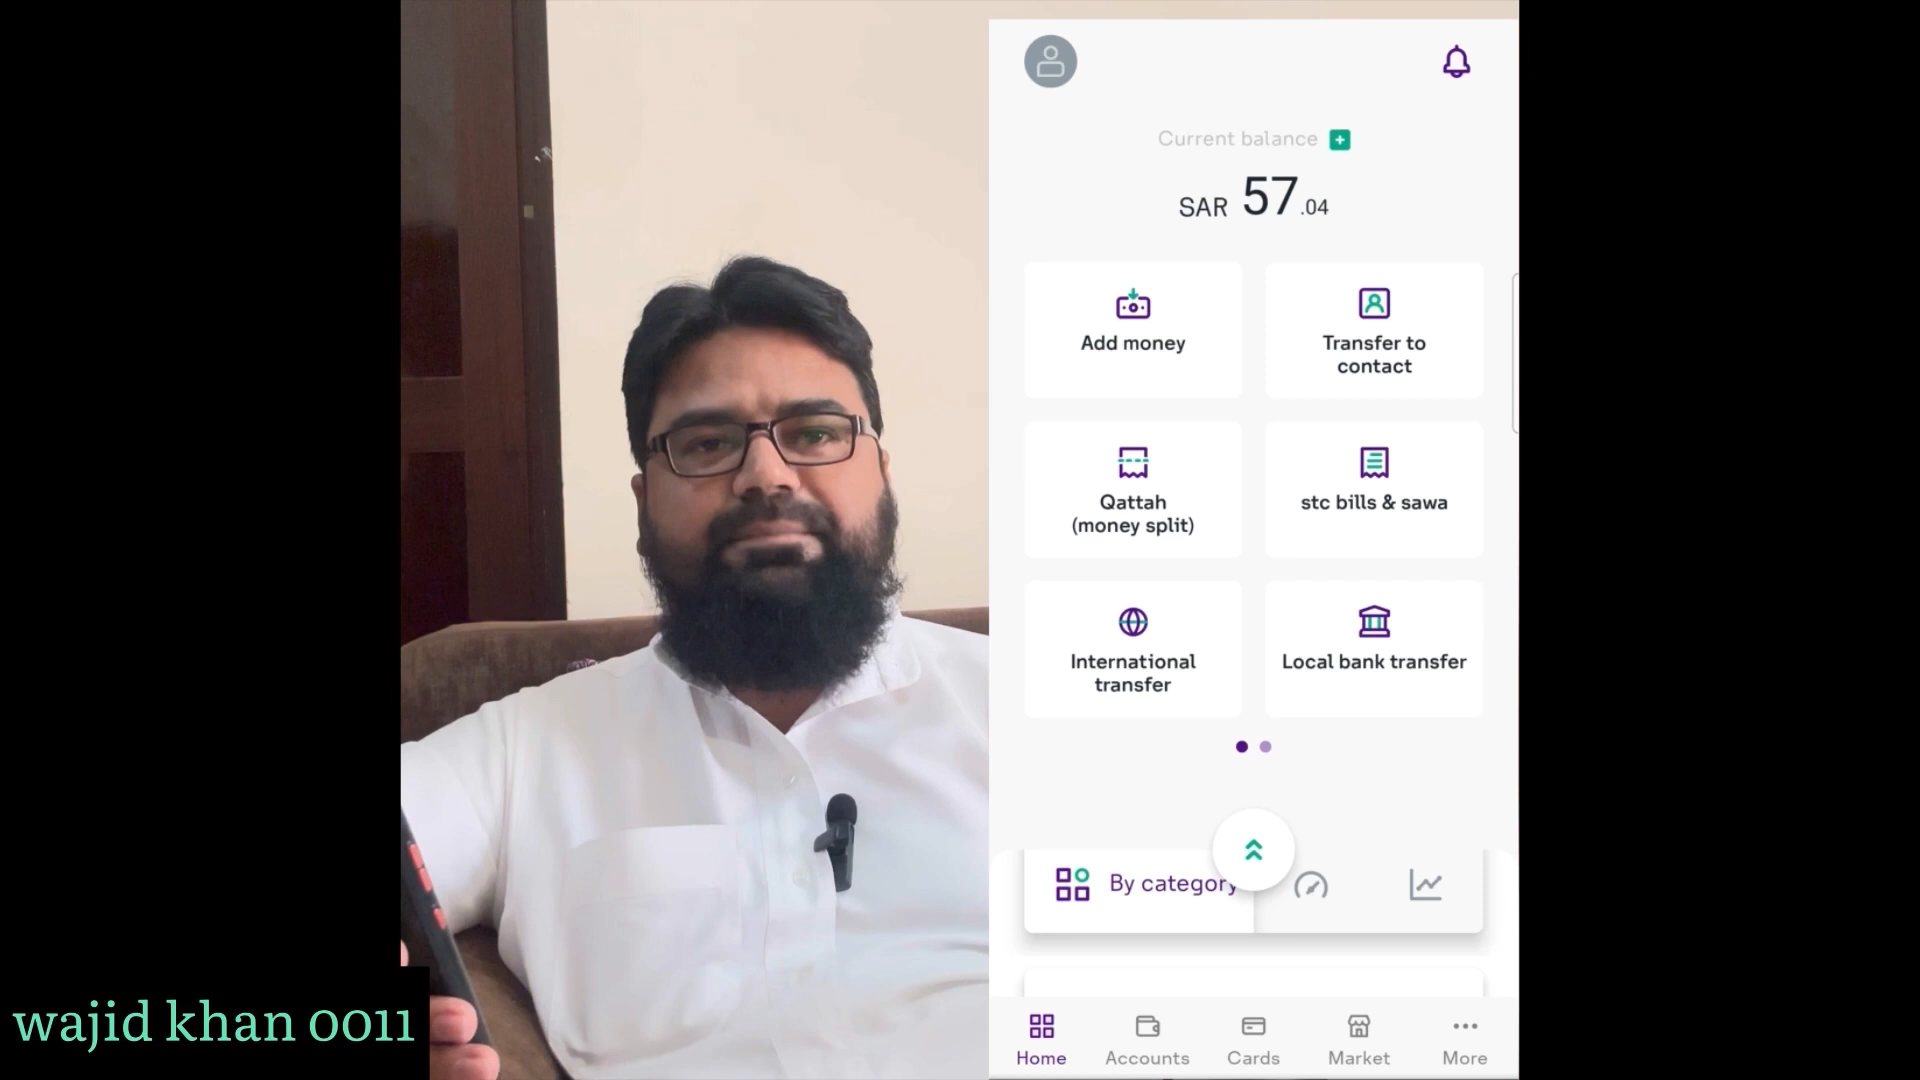 Current balance
SAR 57.04
Add money
Transfer to
contact
Qattah
(money split)
stc bills & sawa
International
transfer
Local bank transfer
By category
Home
Accounts
Cards
Market
More
wajid khan 0011